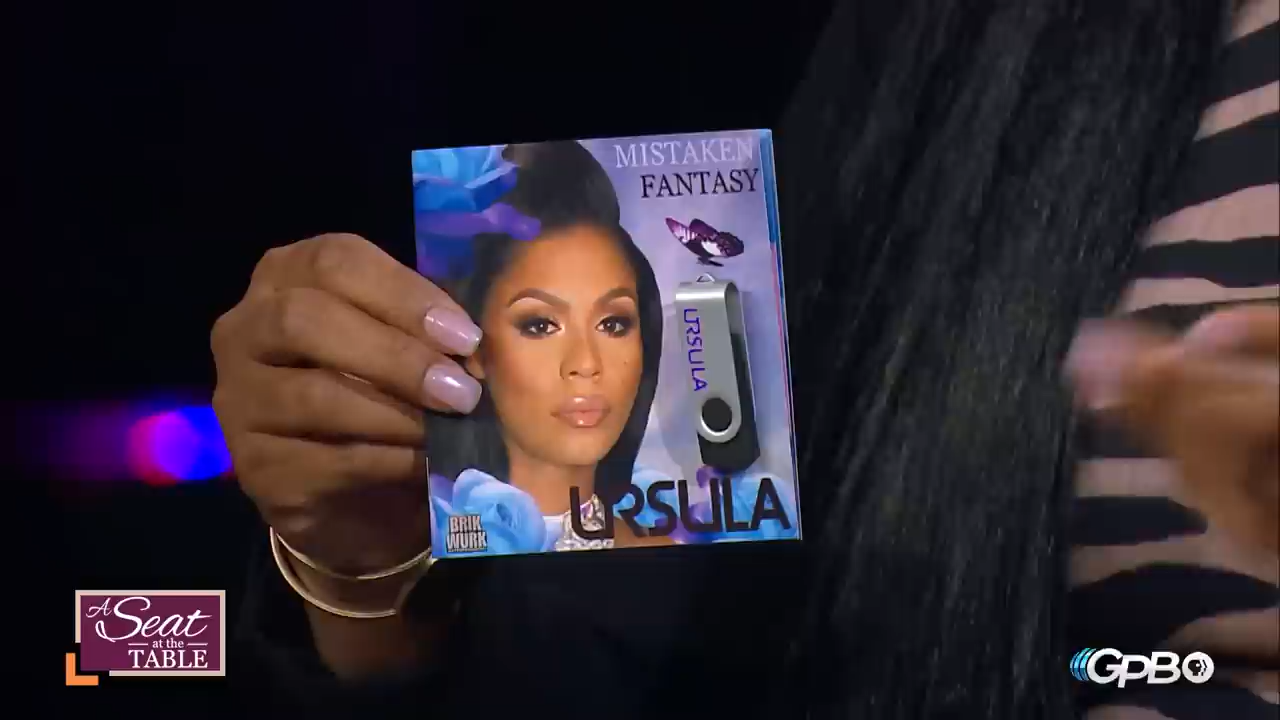 MISTAKEN
FANTASY
URSULA
URSULA
BRIK
WURK
A Seat
at the
TABLE
GPB